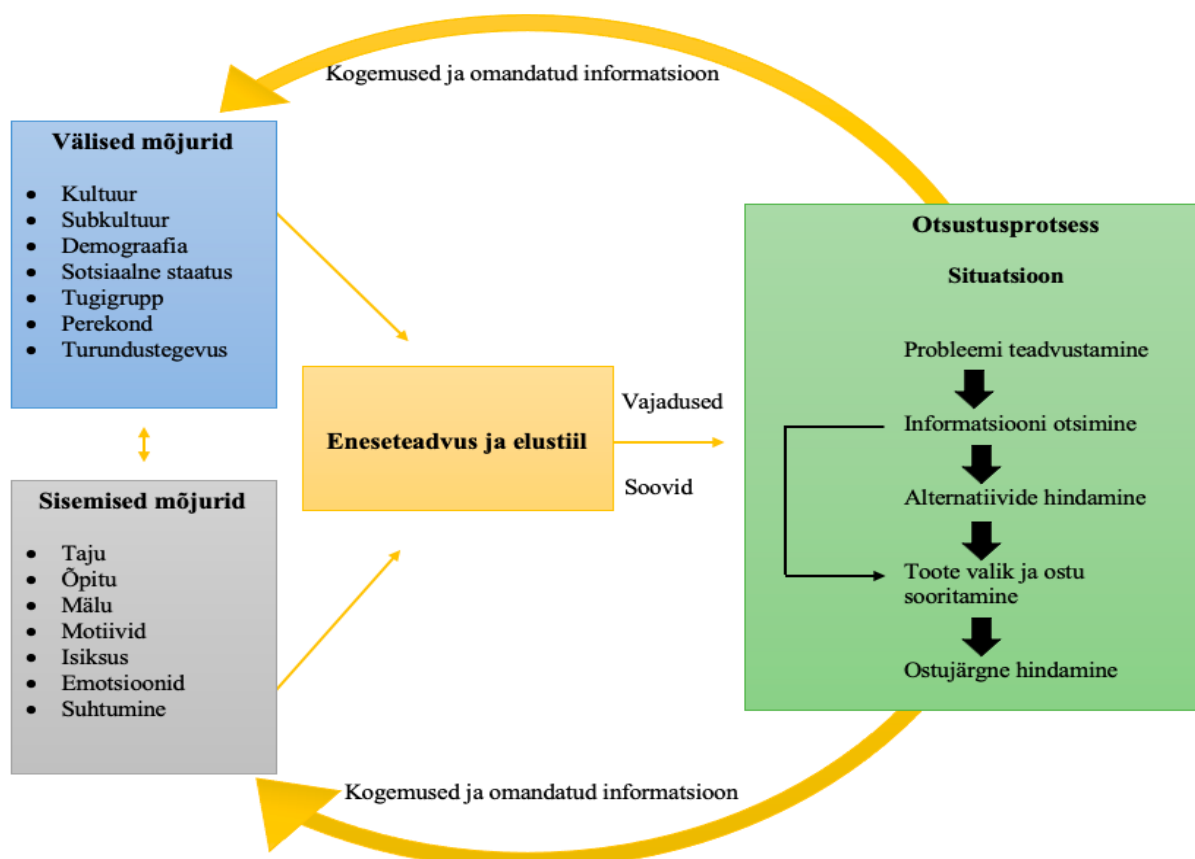 Kogemused ja omandatud informatsioon
Välised mõjurid
• Kultuur
• Subkultuur
• Demograafia
• Sotsiaalne staatus
• Tugigrupp
• Perekond
• Turundustegevus
Sisemised mõjurid
• Taju
• Õpitu
• Mälu
• Motiivid
• Isiksus
• Emotsioonid
• Suhtumine
Eneseteadvus ja elustiil
Vajadused
Soovid
Otsustusprotsess
Situatsioon
Probleemi teadvustamine
Informatsiooni otsimine
Alternatiivide hindamine
Toote valik ja ostu
sooritamine
Ostujärgne hindamine
Kogemused ja omandatud informatsioon